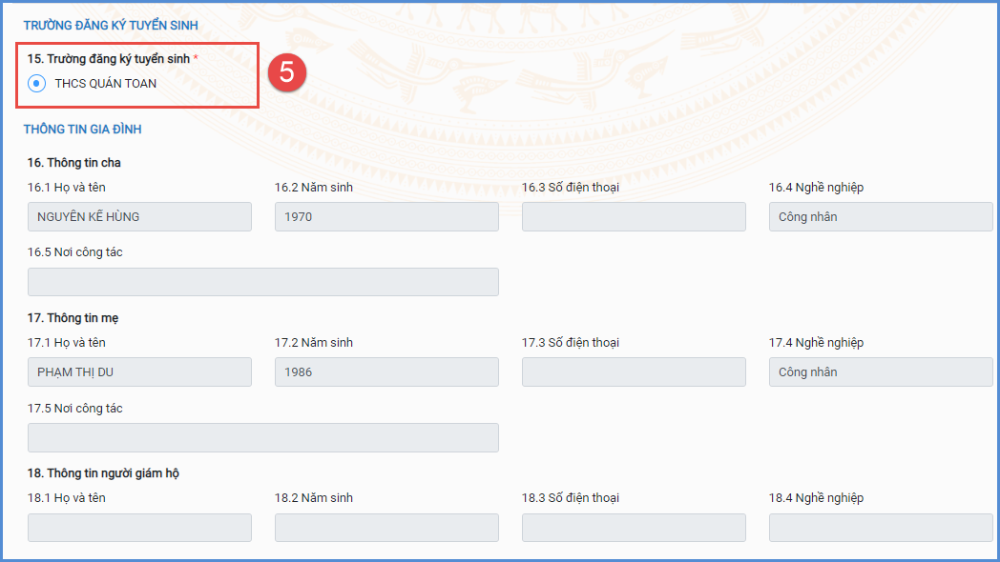 TRƯỜNG ĐĂNG KÝ TUYỂN SINH
15. Trường đăng ký tuyển sinh *
THCS QUÁN TOAN
5
THÔNG TIN GIA ĐÌNH
16. Thông tin cha
16.1 Họ và tên 16.2 Năm sinh 16.3 Số điện thoại 16.4 Nghề nghiệp
NGUYỄN KẾ HÙNG 1970 Công nhân
16.5 Nơi công tác
17. Thông tin mẹ
17.1 Họ và tên 17.2 Năm sinh 17.3 Số điện thoại 17.4 Nghề nghiệp
PHẠM THỊ DU 1986 Công nhân
17.5 Nơi công tác
18. Thông tin người giám hộ
18.1 Họ và tên 18.2 Năm sinh 18.3 Số điện thoại 18.4 Nghề nghiệp